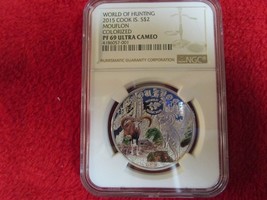 WORLD OF HUNTING
2015 COOK IS. S$2
MOUFLON
COLORIZED
PF 69 ULTRA CAMEO
NUMISMATIC GUARANTY CORPORATION
NGC